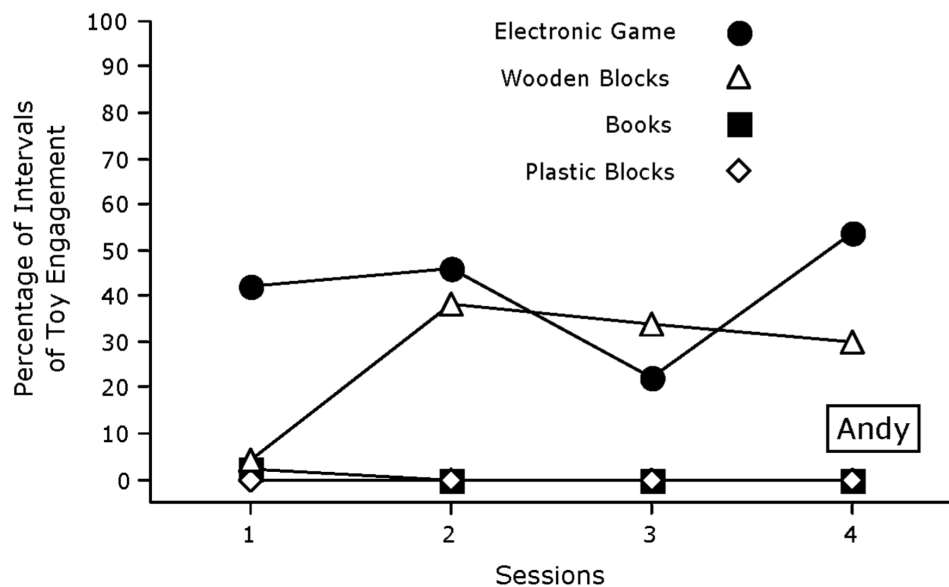 100
90
80
70
60
50
40
30
20
10
0
Percentage of Intervals
of Toy Engagement
Electronic Game
Wooden Blocks
Books
Plastic Blocks
Andy
1 2 3 4
Sessions